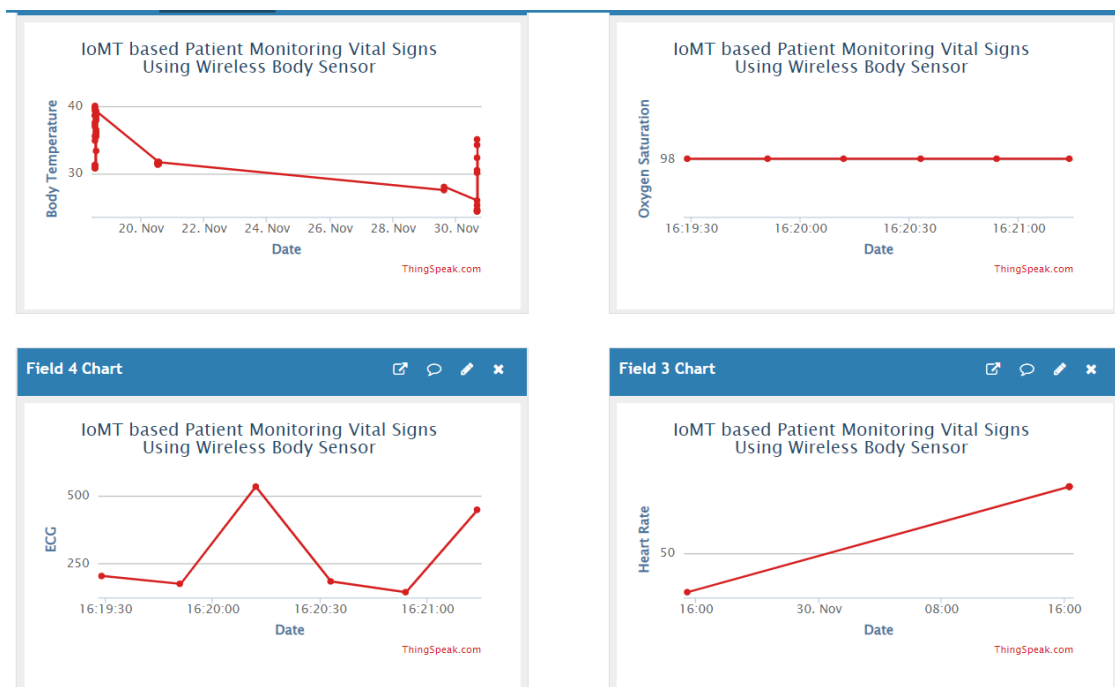 IoMT based Patient Monitoring Vital Signs
Using Wireless Body Sensor
Body Temperature
40
30
20. Nov 22. Nov 24. Nov 26. Nov 28. Nov 30. Nov
Date
ThingSpeak.com
IoMT based Patient Monitoring Vital Signs
Using Wireless Body Sensor
Oxygen Saturation
98
16:19:30 16:20:00 16:20:30 16:21:00
Date
ThingSpeak.com
Field 4 Chart
IoMT based Patient Monitoring Vital Signs
Using Wireless Body Sensor
ECG
500
250
16:19:30 16:20:00 16:20:30 16:21:00
Date
ThingSpeak.com
Field 3 Chart
IoMT based Patient Monitoring Vital Signs
Using Wireless Body Sensor
Heart Rate
50
16:00 30. Nov 08:00 16:00
Date
ThingSpeak.com